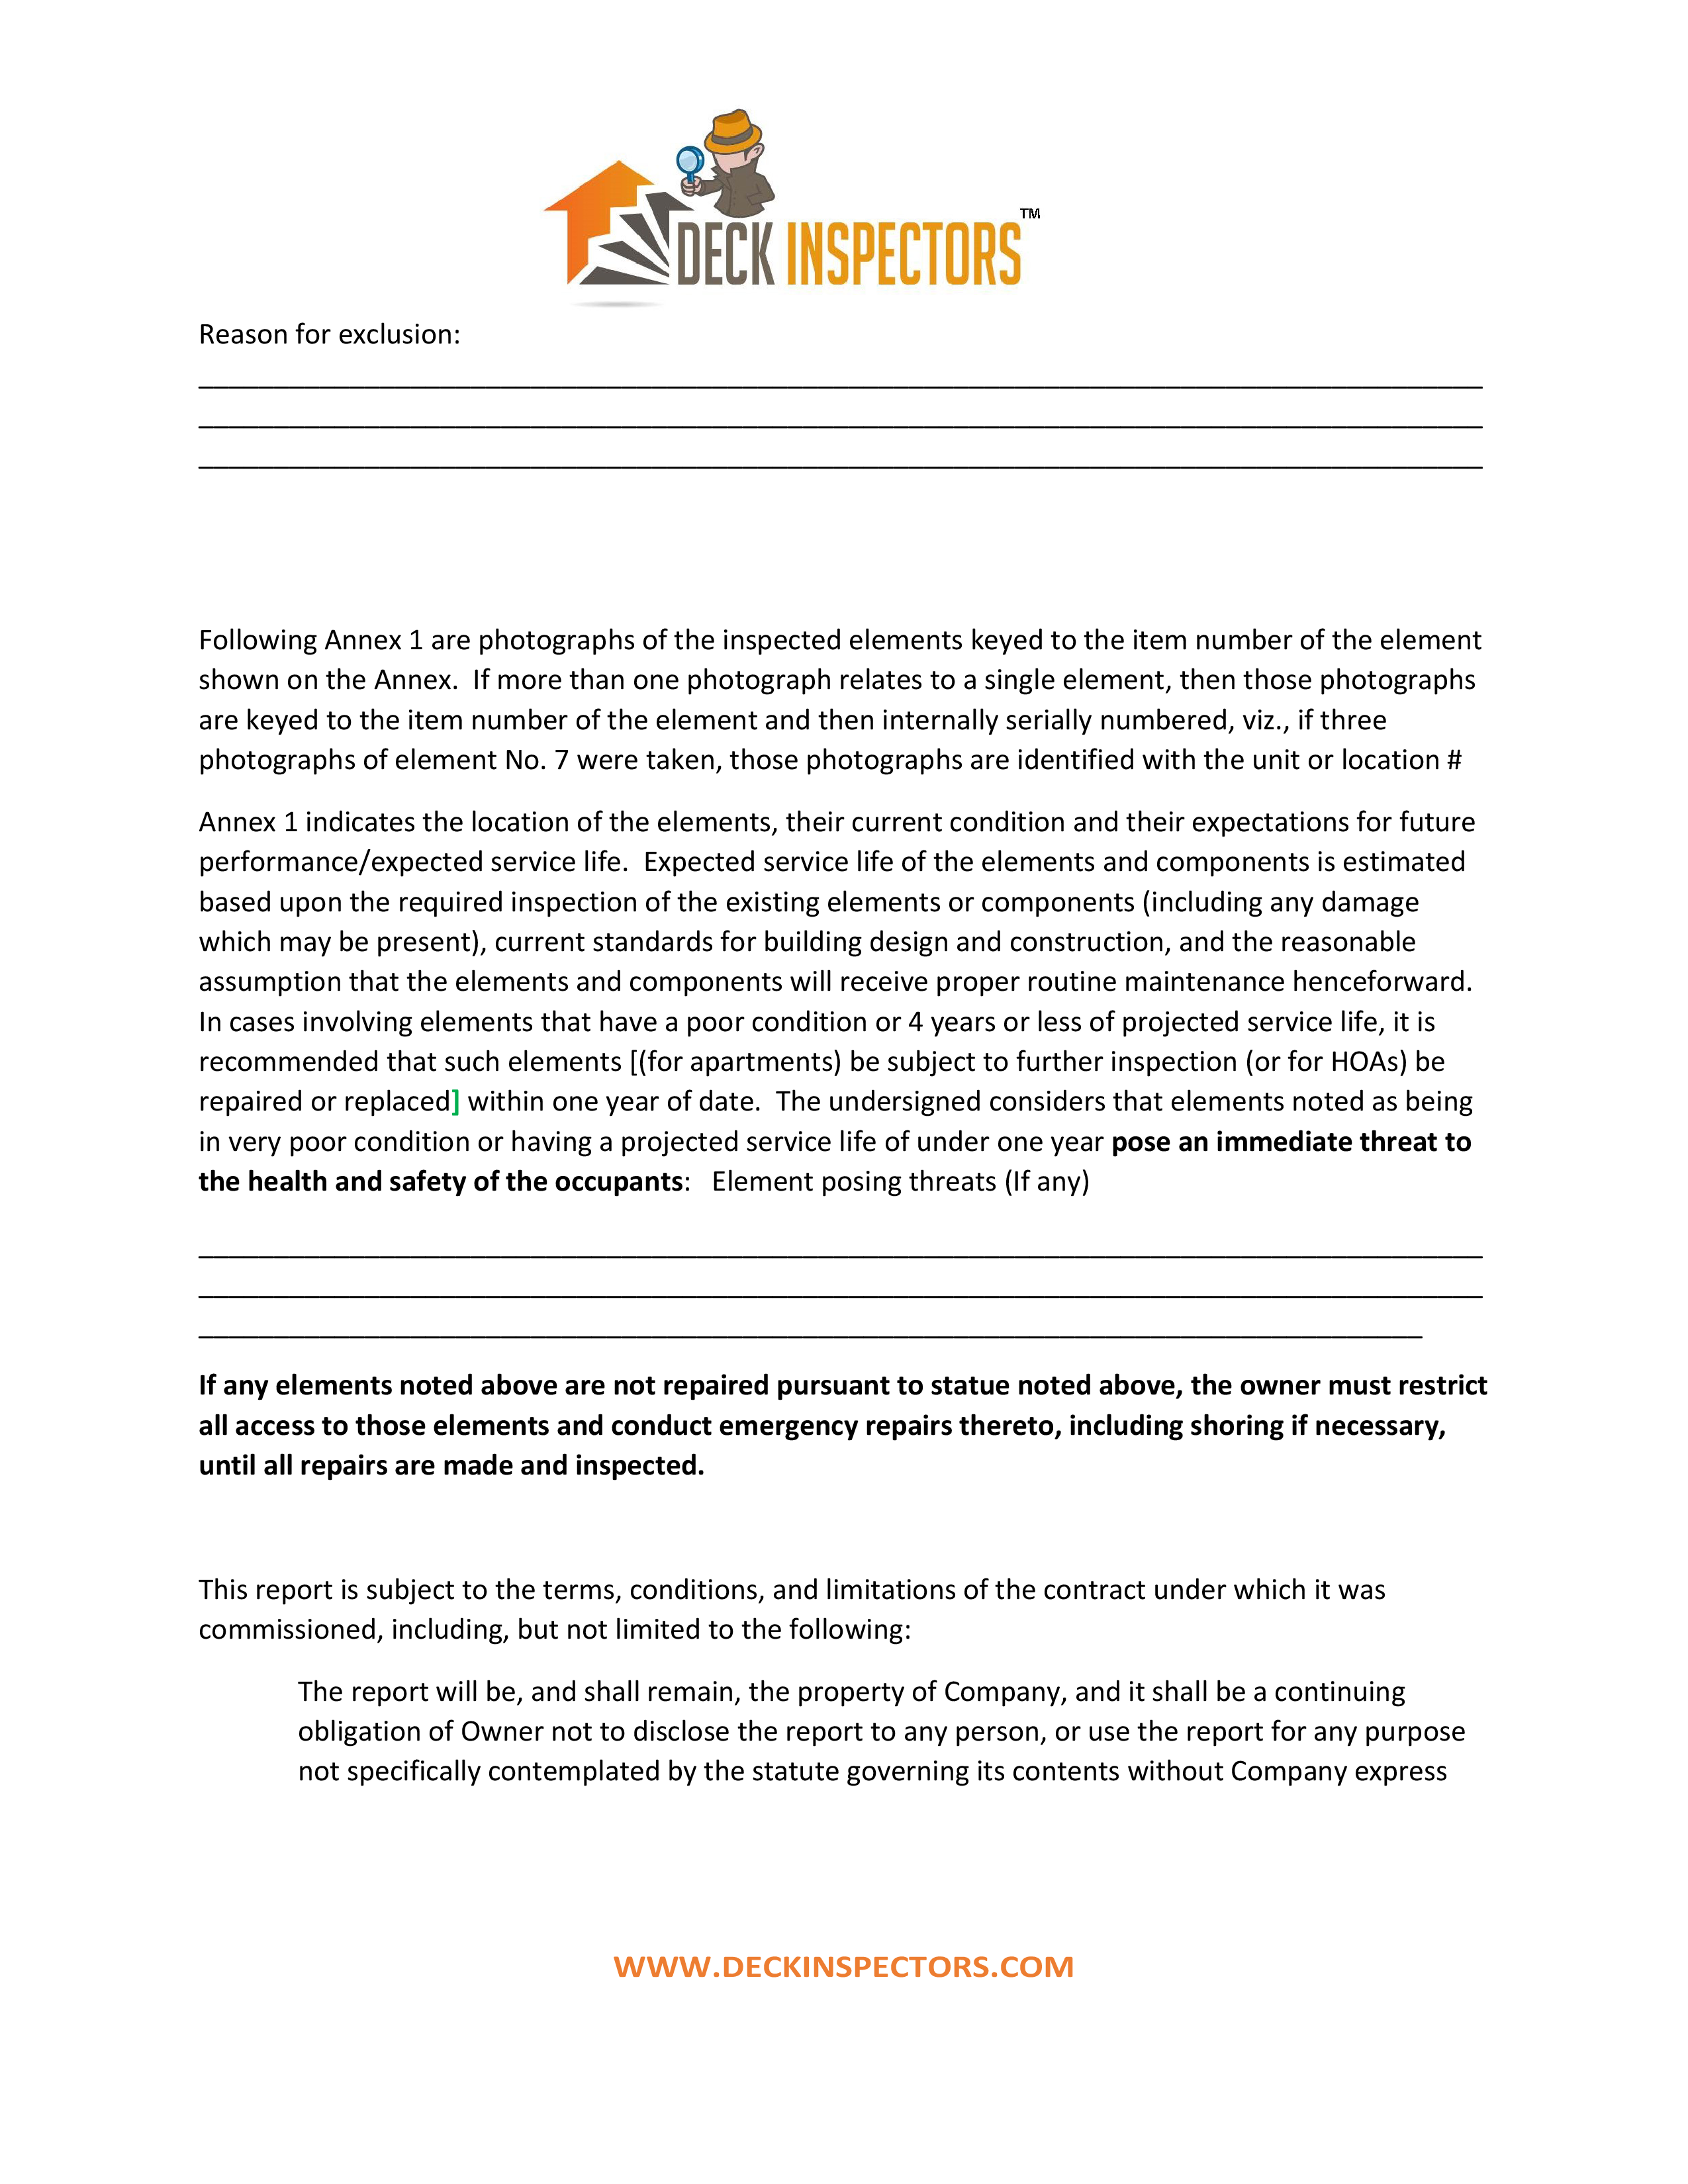 DECK INSPECTORS™
Reason for exclusion:
Following Annex 1 are photographs of the inspected elements keyed to the item number of the element
shown on the Annex.  If more than one photograph relates to a single element, then those photographs
are keyed to the item number of the element and then internally serially numbered, viz., if three
photographs of element No. 7 were taken, those photographs are identified with the unit or location #
Annex 1 indicates the location of the elements, their current condition and their expectations for future
performance/expected service life.  Expected service life of the elements and components is estimated
based upon the required inspection of the existing elements or components (including any damage
which may be present), current standards for building design and construction, and the reasonable
assumption that the elements and components will receive proper routine maintenance henceforward.
In cases involving elements that have a poor condition or 4 years or less of projected service life, it is
recommended that such elements [(for apartments) be subject to further inspection (or for HOAs) be
repaired or replaced] within one year of date.  The undersigned considers that elements noted as being
in very poor condition or having a projected service life of under one year pose an immediate threat to
the health and safety of the occupants:   Element posing threats (If any)
If any elements noted above are not repaired pursuant to statue noted above, the owner must restrict
all access to those elements and conduct emergency repairs thereto, including shoring if necessary,
until all repairs are made and inspected.
This report is subject to the terms, conditions, and limitations of the contract under which it was
commissioned, including, but not limited to the following:
The report will be, and shall remain, the property of Company, and it shall be a continuing
obligation of Owner not to disclose the report to any person, or use the report for any purpose
not specifically contemplated by the statute governing its contents without Company express
WWW.DECKINSPECTORS.COM